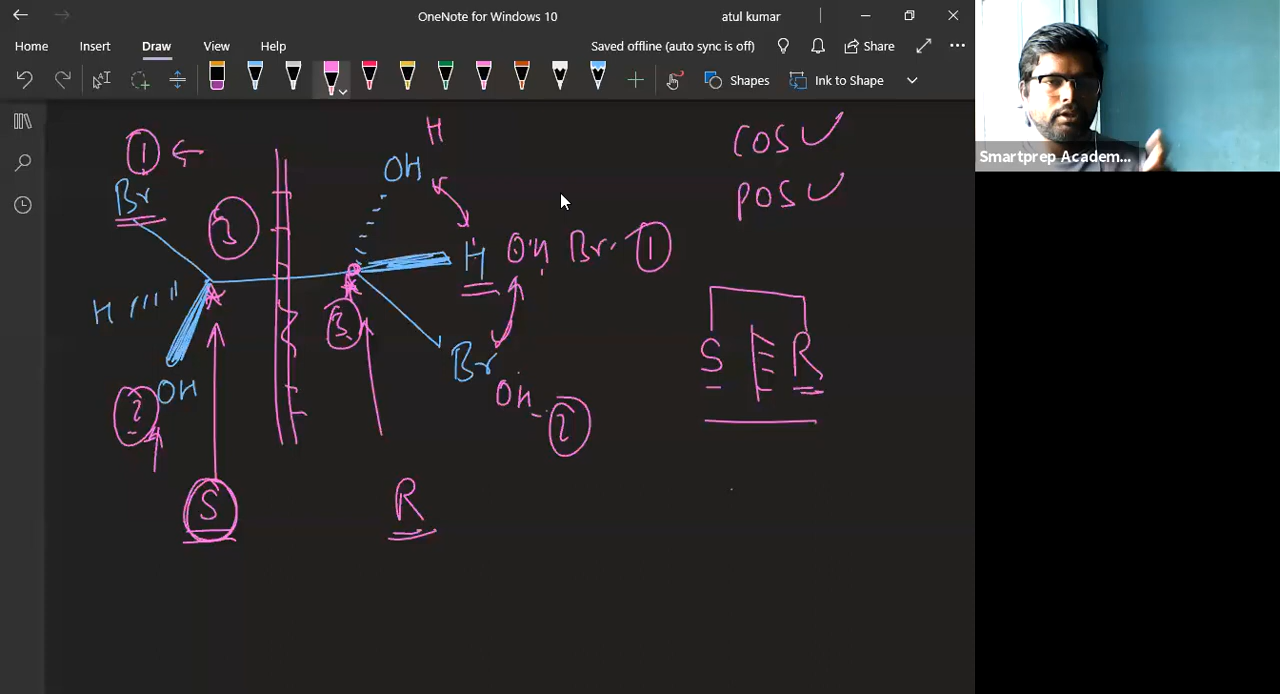 OneNote for Windows 10
atul kumar
Home Insert Draw View Help
Saved offline (auto sync is off)
Share
Shapes
Ink to Shape
Smartprep Academ...
1
Br
3
H
OH
H OH Br 1
3
Br
OH
2
H
OH
2
S
R
COS
POS
S R